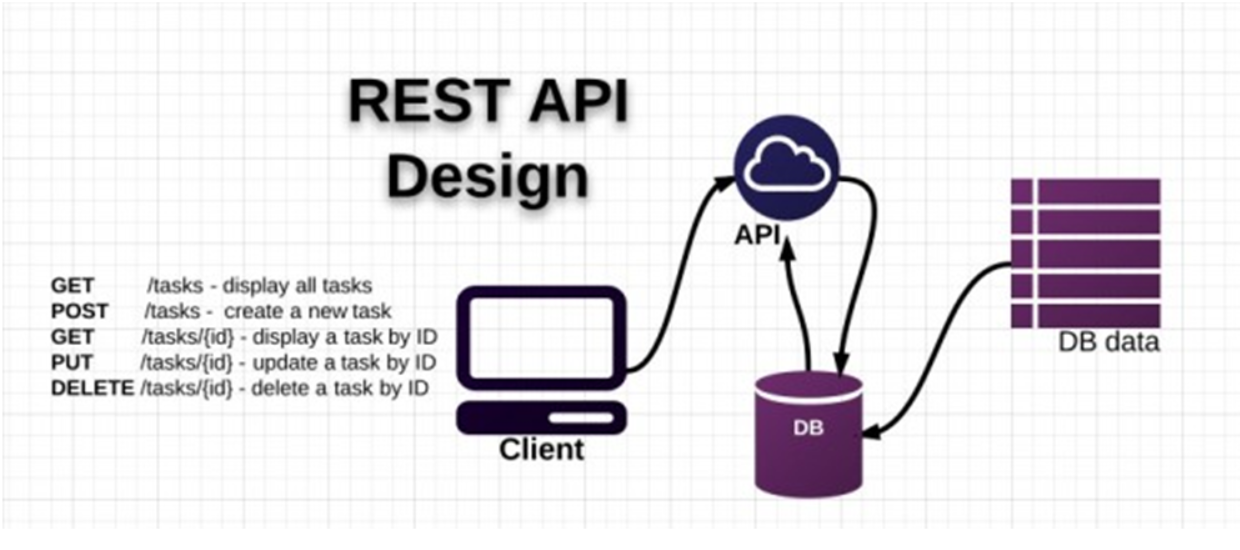 REST API
Design
GET /tasks - display all tasks
POST /tasks - create a new task
GET /tasks/{id} - display a task by ID
PUT /tasks/{id} - update a task by ID
DELETE /tasks/{id} - delete a task by ID
Client
API
DB
DB data